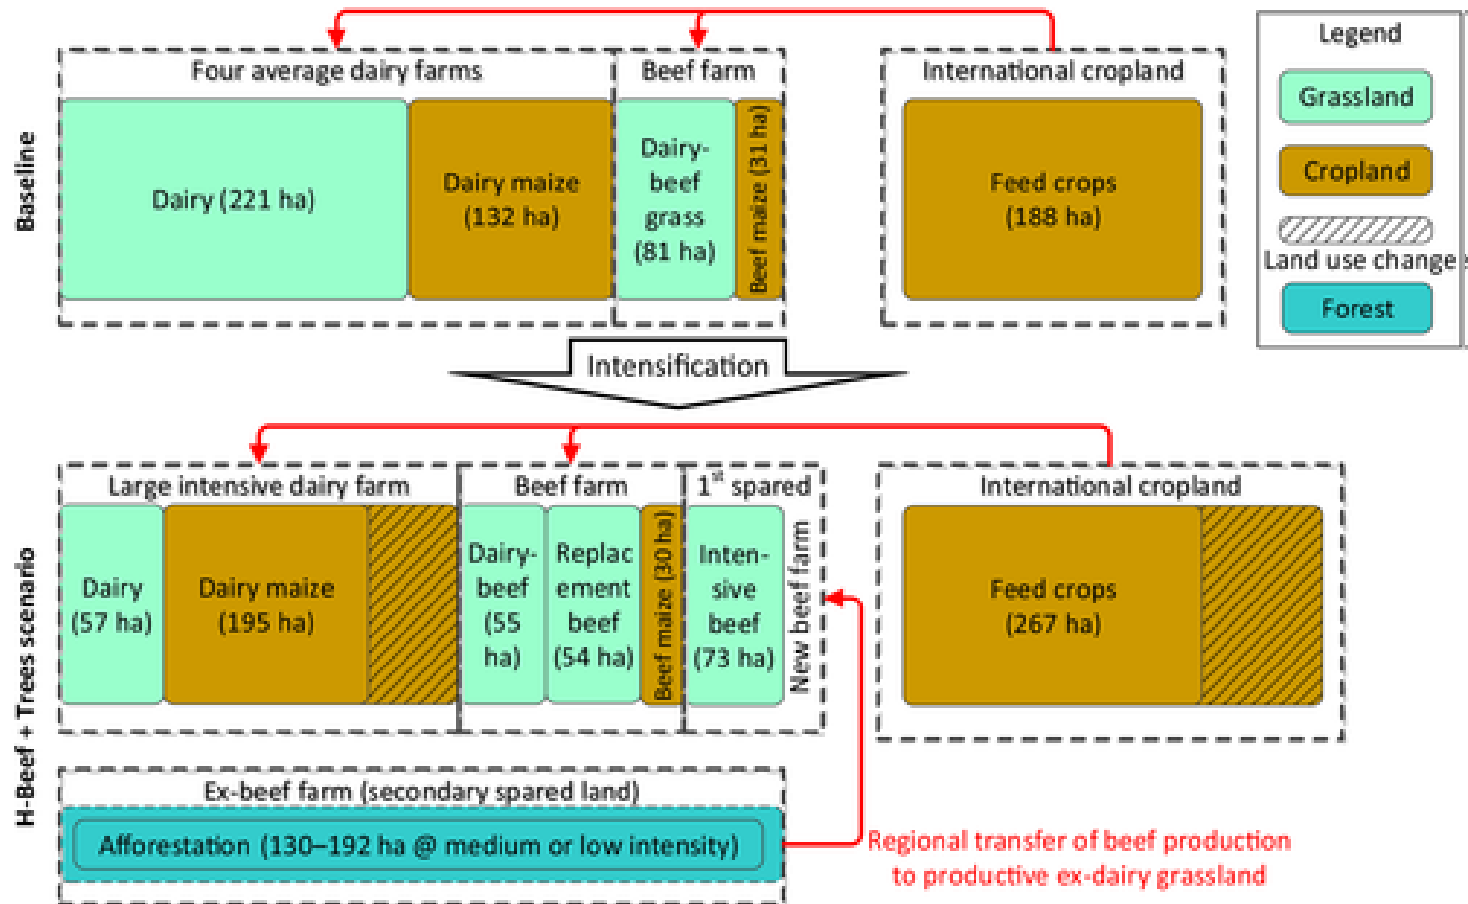 Baseline
Four average dairy farms
Dairy (221 ha)
Dairy maize
(132 ha)
Beef farm
Dairy-
beef
grass
(81 ha)
Beef maize (31 ha)
International cropland
Feed crops
(188 ha)
Legend
Grassland
Cropland
Land use change
Forest
Intensification
H-Beef + Trees scenario
Large intensive dairy farm
Dairy
(57 ha)
Dairy maize
(195 ha)
Beef farm
Dairy-
beef
(55
ha)
Replac
ement
beef
(54 ha)
Beef maize (30 ha)
1st spared
Inten-
sive
beef
(73 ha)
New beef farm
International cropland
Feed crops
(267 ha)
Ex-beef farm (secondary spared land)
Afforestation (130–192 ha @ medium or low intensity)
Regional transfer of beef production
to productive ex-dairy grassland